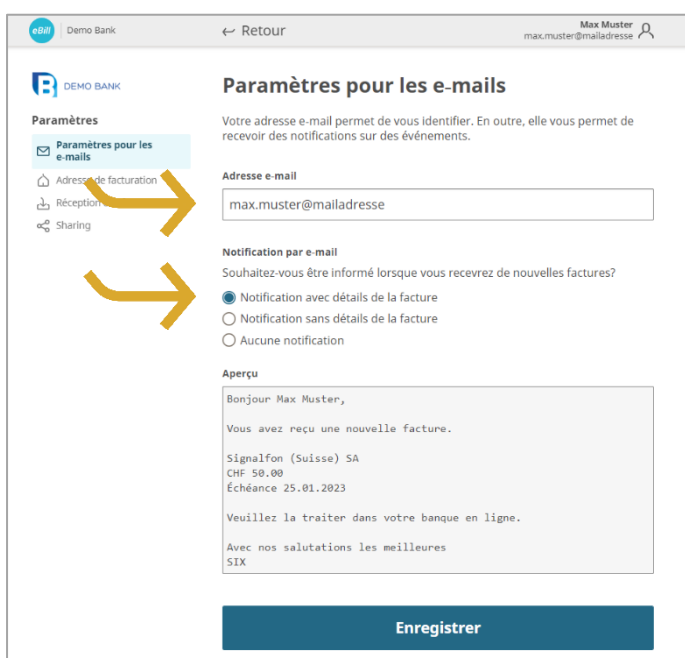 eBill Demo Bank
Retour
Max Muster
max.muster@mailadresse
DEMO BANK
Paramètres
Paramètres pour les
e-mails
Adresse de facturation
Réception
Sharing
Paramètres pour les e-mails
Votre adresse e-mail permet de vous identifier. En outre, elle vous permet de
recevoir des notifications sur des événements.
Adresse e-mail
max.muster@mailadresse
Notification par e-mail
Souhaitez-vous être informé lorsque vous recevrez de nouvelles factures?
Notification avec détails de la facture
Notification sans détails de la facture
Aucune notification
Aperçu
Bonjour Max Muster,
Vous avez reçu une nouvelle facture.
Signalfon (Suisse) SA
CHF 50.00
Échéance 25.01.2023
Veuillez la traiter dans votre banque en ligne.
Avec nos salutations les meilleures
SIX
Enregistrer